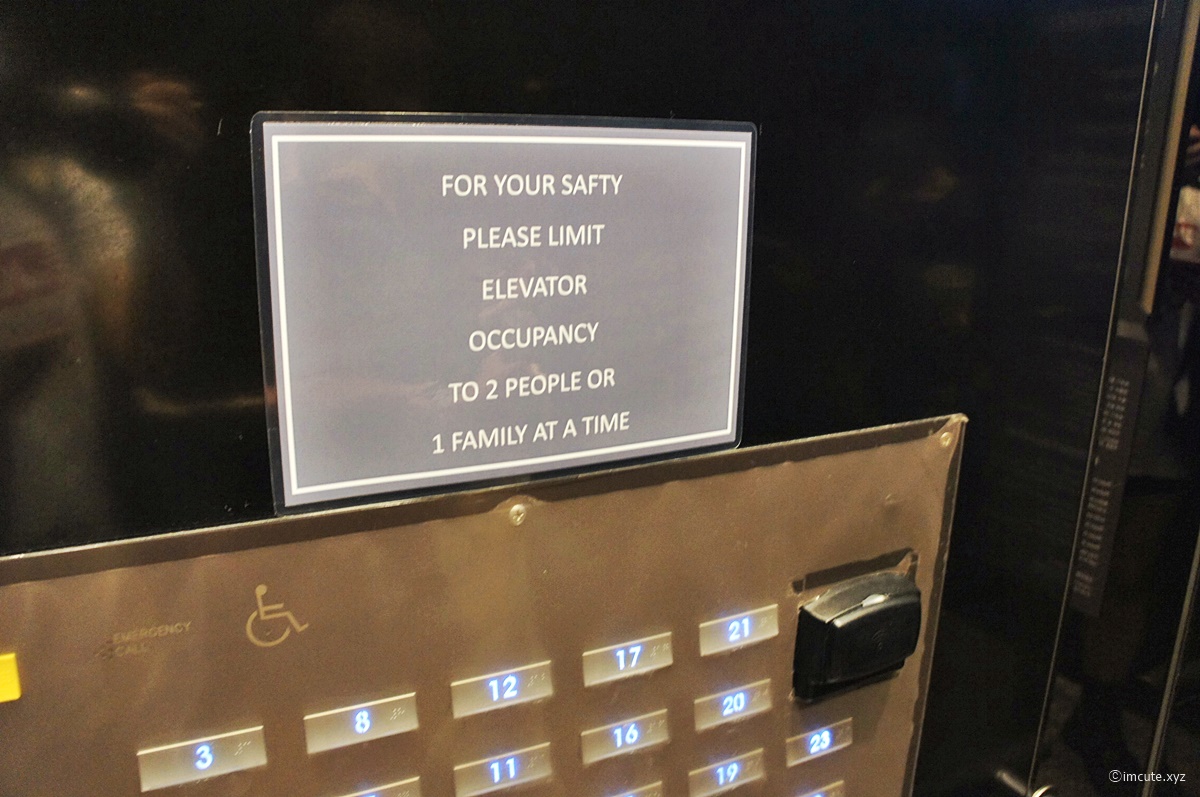 FOR YOUR SAFTY
PLEASE LIMIT
ELEVATOR
OCCUPANCY
TO 2 PEOPLE OR
1 FAMILY AT A TIME
EMERGENCY
CALL
21
17
12
8
3
20
16
11
23
19
©imcute.xyz